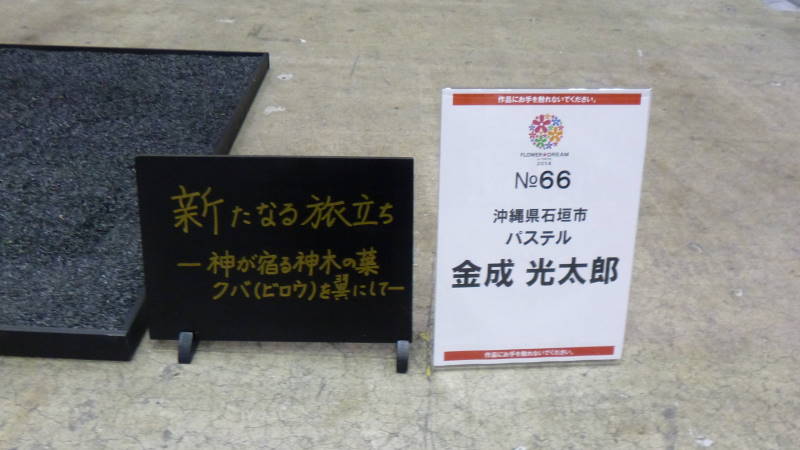 新たなる旅立ち
ー神が宿る神木の葉
クバ(ビロウ)を翼にしてー
作品にお手を触れないでください。
FLOWER DREAM
2014
№66
沖縄県石垣市
パステル
金成 光太郎
作品にお手を触れないでください。